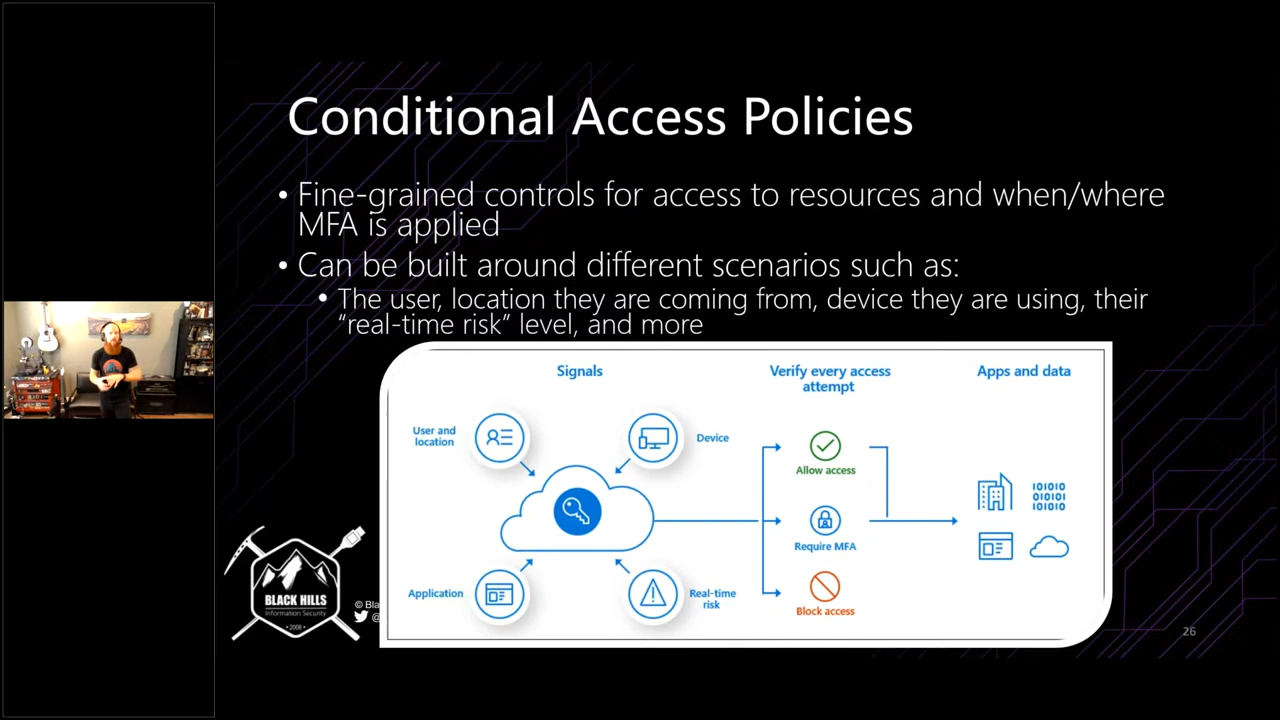 Conditional Access Policies
• Fine-grained controls for access to resources and when/where
MFA is applied
• Can be built around different scenarios such as:
• The user, location they are coming from, device they are using, their
“real-time risk” level, and more
Signals
Verify every access
attempt
Apps and data
User and
location
Device
Allow access
Require MFA
Application
Real-time
risk
Block access
101010
010101
101010
BLACK HILLS
Information Security
• 2008 •
©
@
26